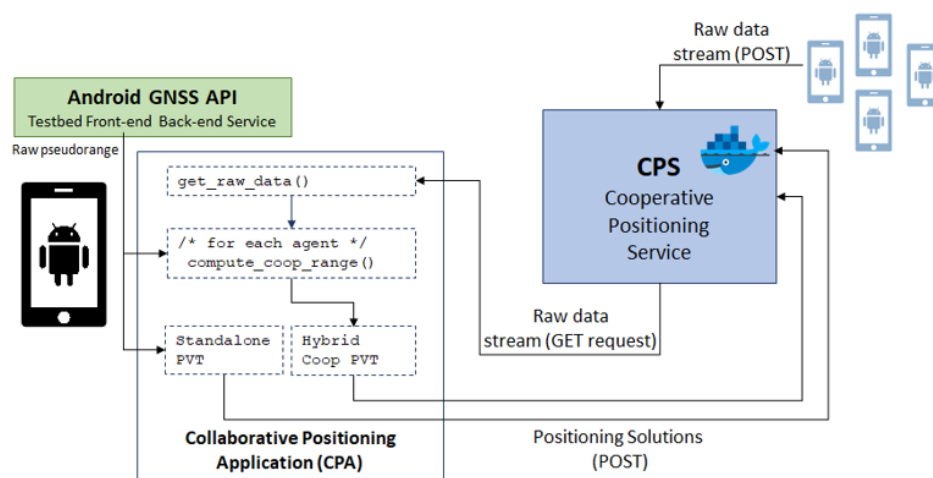 Raw data
stream (POST)
Android GNSS API
Testbed Front-end Back-end Service
Raw pseudorange
get_raw_data()
/* for each agent */
compute_coop_range()
Standalone
PVT
Hybrid
Coop PVT
Collaborative Positioning
Application (CPA)
CPS
Cooperative
Positioning
Service
Raw data
stream (GET request)
Positioning Solutions
(POST)